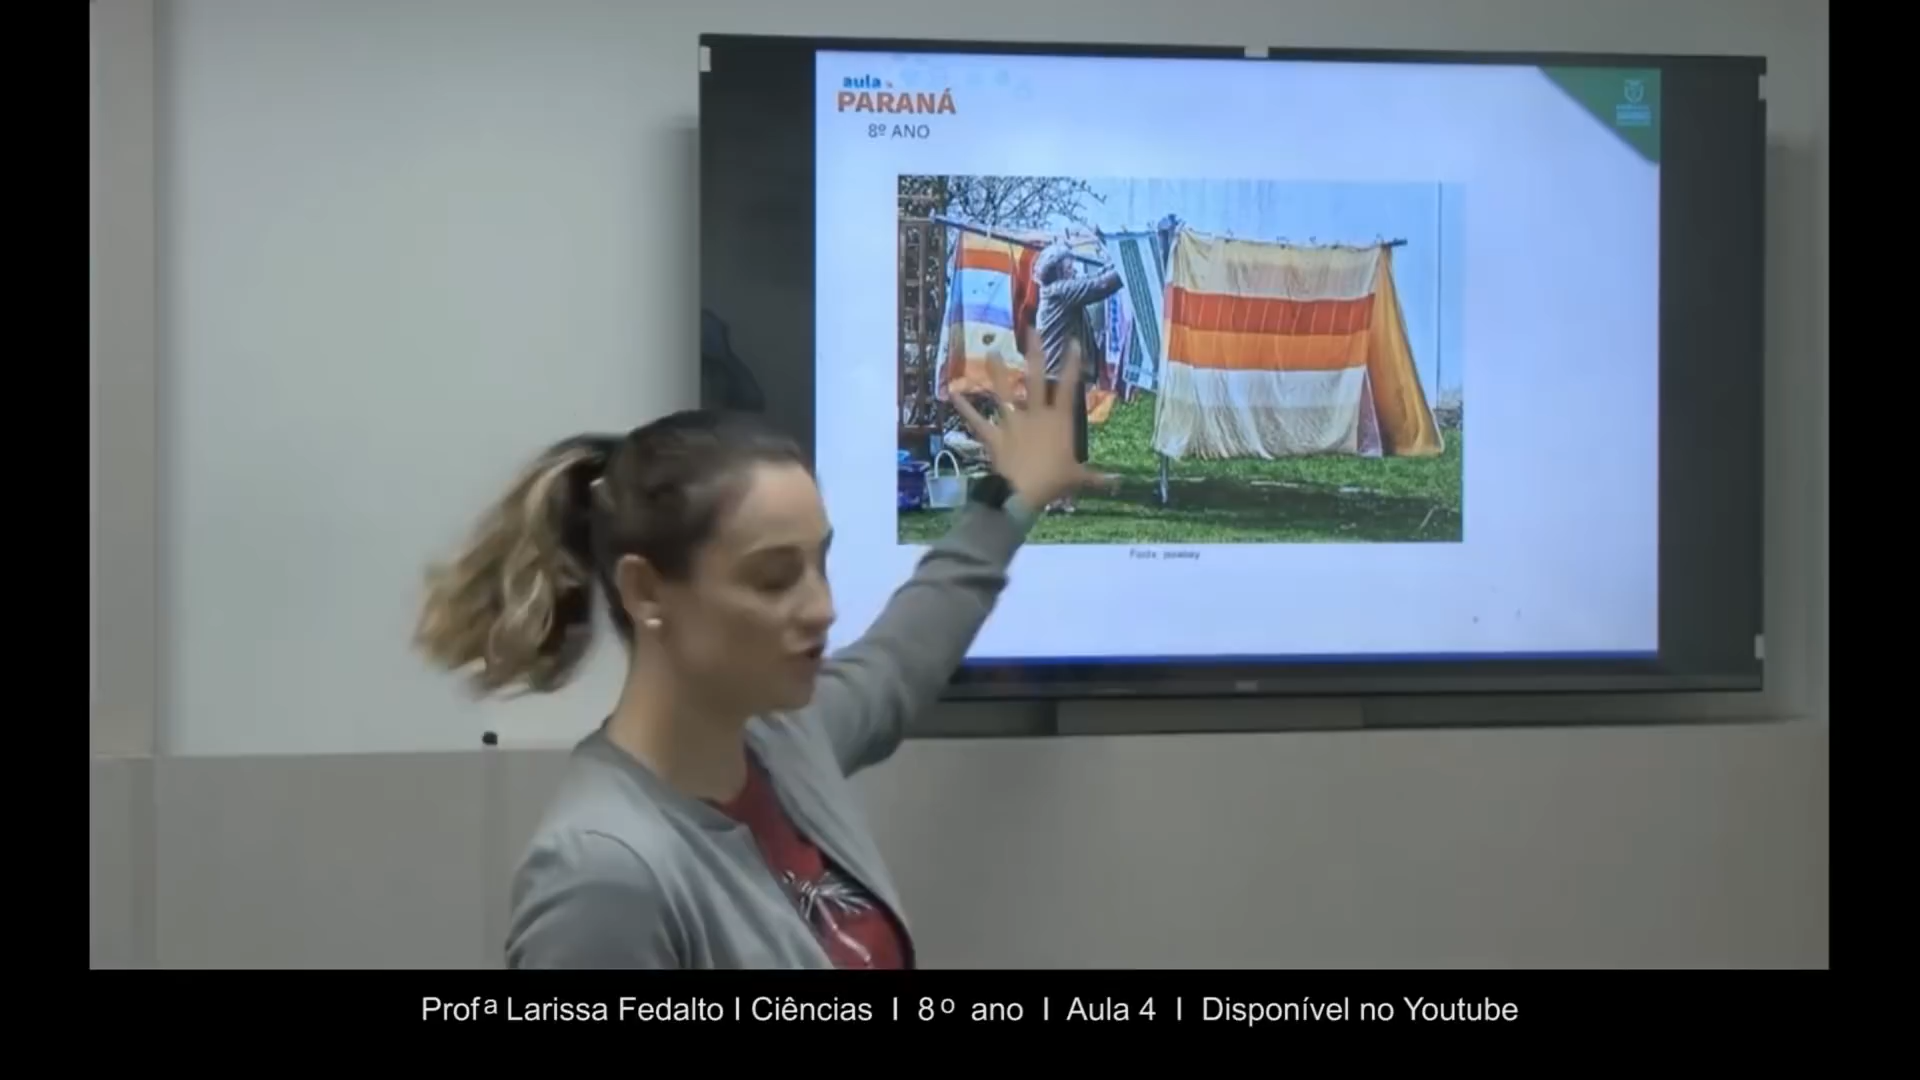 aula
PARANÁ
8º ANO
Profª Larissa Fedalto I Ciências I 8º ano I Aula 4 I Disponível no Youtube